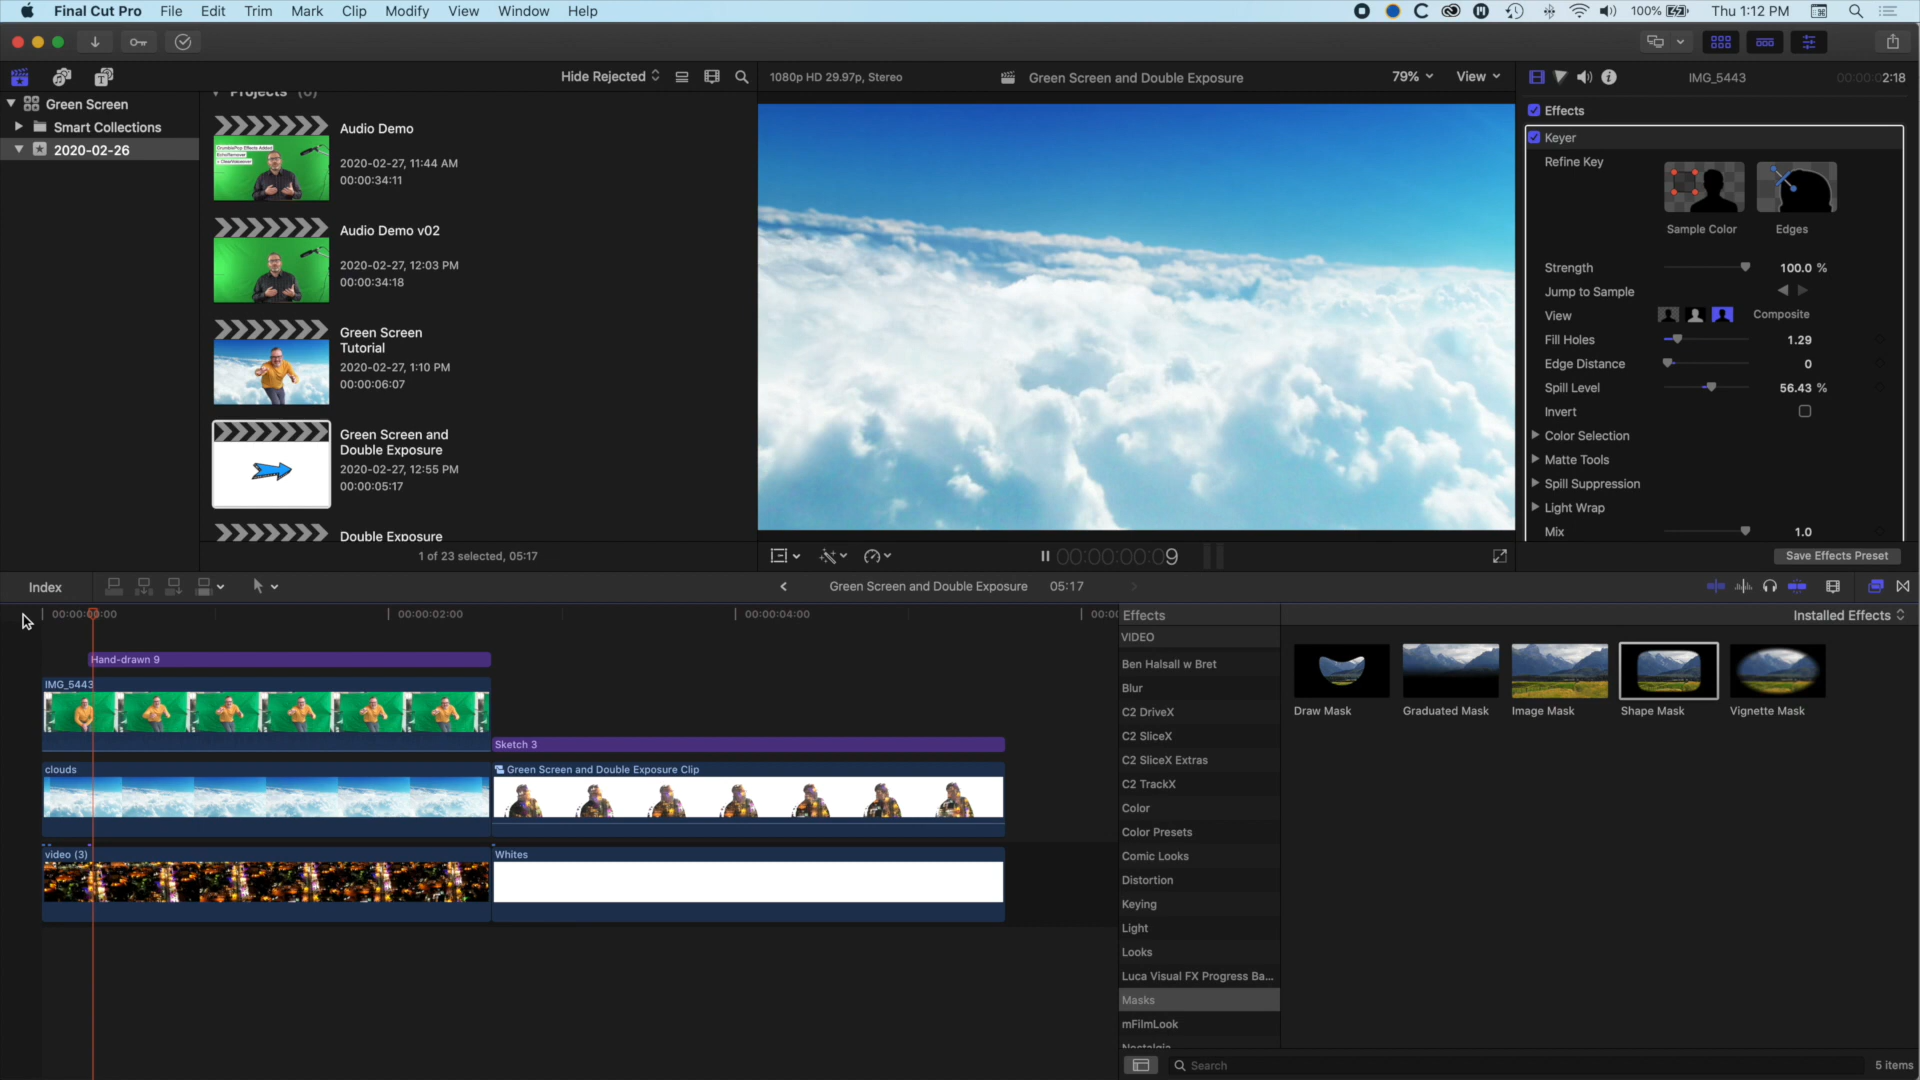 Final Cut Pro File Edit Trim Mark Clip Modify View Window Help
100% Thu 1:12 PM
Hide Rejected
1080p HD 29.97p, Stereo
Green Screen and Double Exposure
79%
View
IMG_5443
00:00:02:18
Green Screen
Smart Collections
2020-02-26
Projects
Audio Demo
2020-02-27, 11:44 AM
00:00:34:11
Audio Demo v02
2020-02-27, 12:03 PM
00:00:34:18
Green Screen
Tutorial
2020-02-27, 1:10 PM
00:00:06:07
Green Screen and
Double Exposure
2020-02-27, 12:55 PM
00:00:05:17
Double Exposure
1 of 23 selected, 05:17
00:00:00:09
Effects
Keyer
Refine Key
Sample Color
Edges
Strength
100.0 %
Jump to Sample
View
Composite
Fill Holes
1.29
Edge Distance
0
Spill Level
56.43 %
Invert
Color Selection
Matte Tools
Spill Suppression
Light Wrap
Mix
1.0
Save Effects Preset
Index
Green Screen and Double Exposure
05:17
00:00:00:00
00:00:02:00
00:00:04:00
Hand-drawn 9
IMG_5443
Sketch 3
clouds
Green Screen and Double Exposure Clip
video (3)
Whites
Effects
Installed Effects
VIDEO
Ben Halsall w Bret
Blur
C2 DriveX
C2 SliceX
C2 SliceX Extras
C2 TrackX
Color
Color Presets
Comic Looks
Distortion
Keying
Light
Looks
Luca Visual FX Progress Ba...
Masks
mFilmLook
Nostalgia
Draw Mask
Graduated Mask
Image Mask
Shape Mask
Vignette Mask
Search
5 items